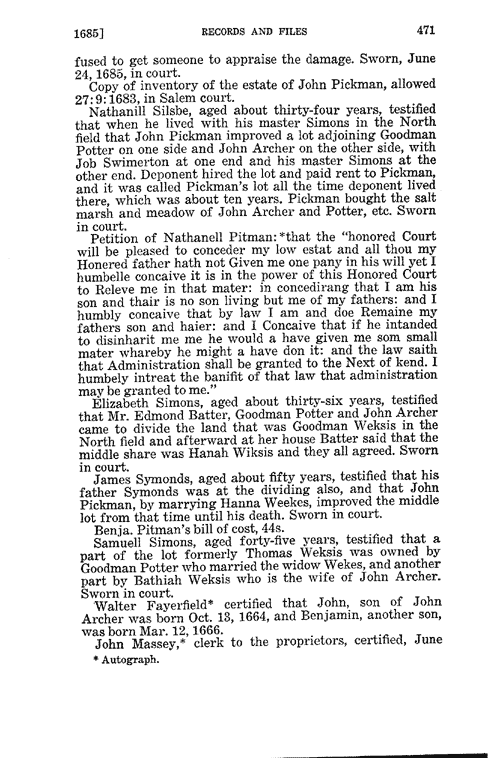 1685] RECORDS AND FILES 471
fused to get someone to appraise the damage. Sworn, June
24, 1685, in court.
Copy of inventory of the estate of John Pickman, allowed
27:9:1683, in Salem court.
Nathanill Silsbe, aged about thirty-four years, testified
that when he lived with his master Simons in the North
field that John Pickman improved a lot adjoining Goodman
Potter on one side and John Archer on the other side, with
Job Swimerton at one end and his master Simons at the
other end. Deponent hired the lot and paid rent to Pickman,
and it was called Pickman's lot all the time deponent lived
there, which was about ten years. Pickman bought the salt
marsh and meadow of John Archer and Potter, etc. Sworn
in court.
Petition of Nathanell Pitman:*that the "honored Court
will be pleased to conceder my low estat and all thou my
Honered father hath not Given me one pany in his will yet I
humbelle concaive it is in the power of this Honored Court
to Releve me in that mater: in concedirang that I am his
son and thair is no son living but me of my fathers: and I
humbly concaive that by law I am and doe Remaine my
fathers son and haier: and I Concaive that if he intanded
to disinharit me me he would a have given me som small
mater whareby he might a have don it: and the law saith
that Administration shall be granted to the Next of kend. I
humbely intreat the banifit of that law that administration
may be granted to me."
Elizabeth Simons, aged about thirty-six years, testified
that Mr. Edmond Batter, Goodman Potter and John Archer
came to divide the land that was Goodman Weksis in the
North field and afterward at her house Batter said that the
middle share was Hanah Wiksis and they all agreed. Sworn
in court.
James Symonds, aged about fifty years, testified that his
father Symonds was at the dividing also, and that John
Pickman, by marrying Hanna Weekes, improved the middle
lot from that time until his death. Sworn in court.
Benja. Pitman's bill of cost, 44s.
Samuell Simons, aged forty-five years, testified that a
part of the lot formerly Thomas Weksis was owned by
Goodman Potter who married the widow Wekes, and another
part by Bathiah Weksis who is the wife of John Archer.
Sworn in court.
Walter Fayerfield* certified that John, son of John
Archer was born Oct. 13, 1664, and Benjamin, another son,
was born Mar. 12, 1666.
John Massey,* clerk to the proprietors, certified, June
* Autograph.